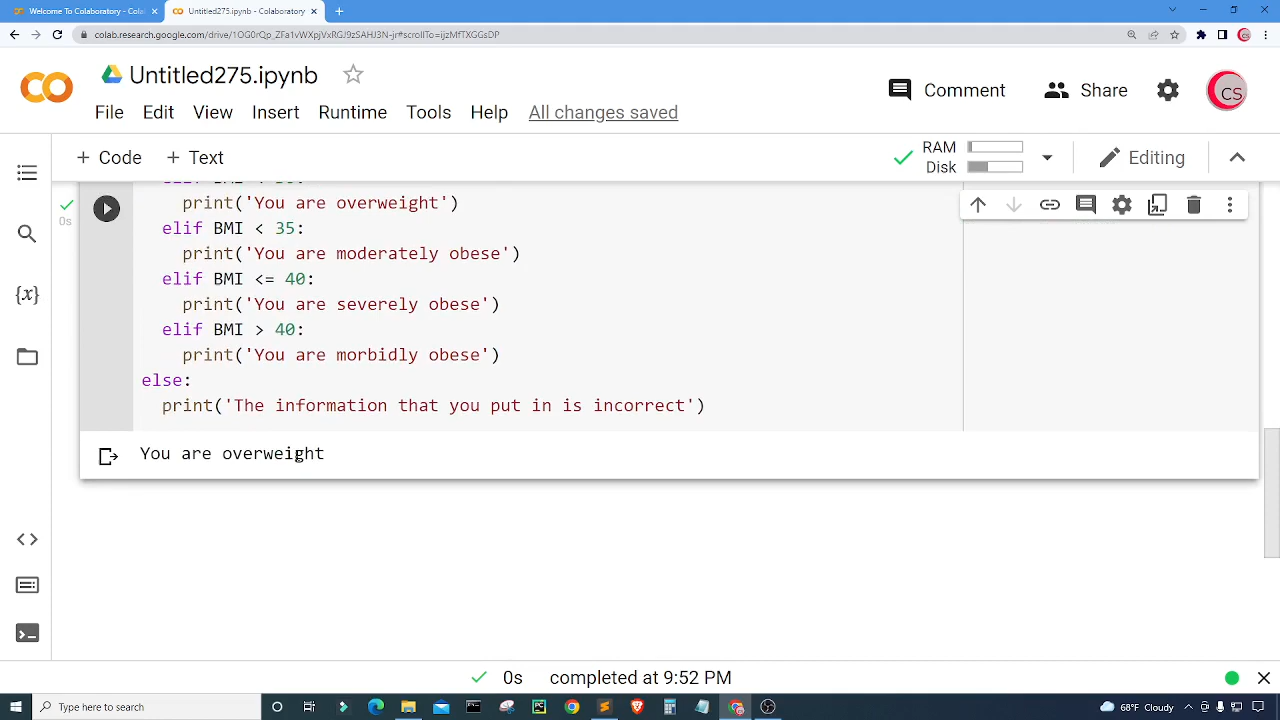 Welcome To Colaboratory - Colal
Untitled275.ipynb - Colaboratory
colab.research.google.com/drive/1OG0rQp_ZFa1vWXpjVxRGJ9zSAHJ3N-jr#scrollTo=ijzMfTXGGsDP
Untitled275.ipynb
Comment
Share
CS
File Edit View Insert Runtime Tools Help All changes saved
+ Code + Text
RAM
Disk
Editing
print('You are overweight')
0s
elif BMI < 35:
print('You are moderately obese')
elif BMI <= 40:
print('You are severely obese')
elif BMI > 40:
print('You are morbidly obese')
else:
print('The information that you put in is incorrect')
You are overweight
0s completed at 9:52 PM
Type here to search
68°F Cloudy